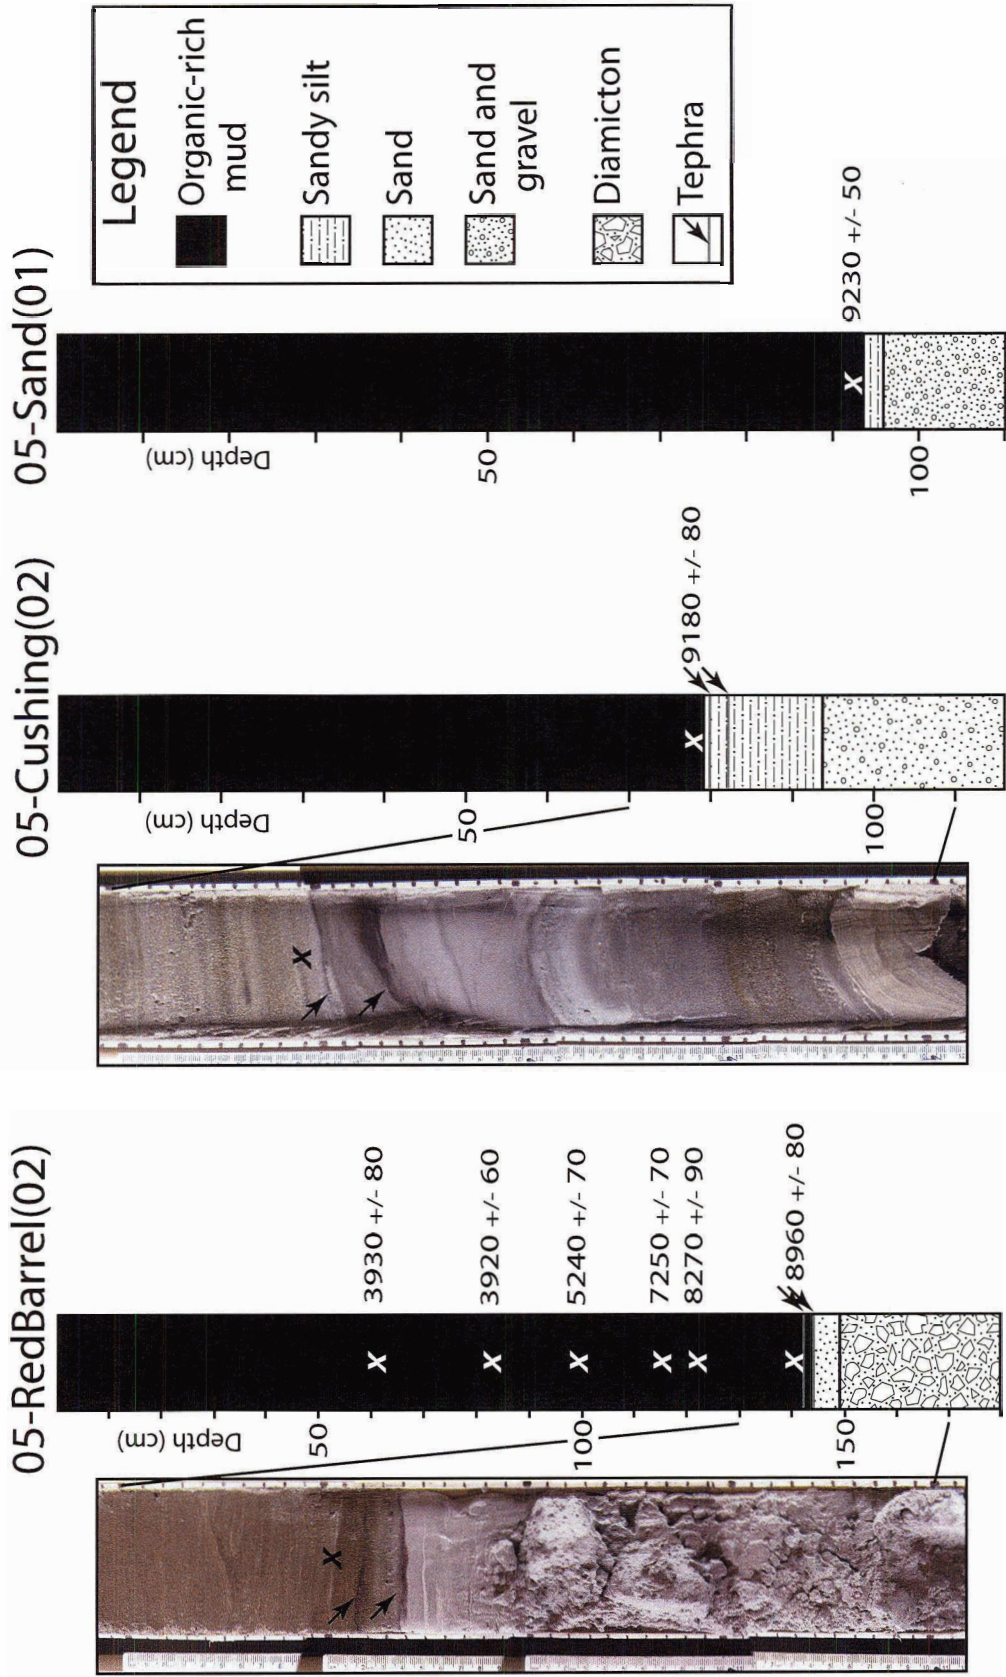 05-RedBarrel(02)
Depth (cm)
50
100
150
3930 +/- 80
3920 +/- 60
5240 +/- 70
7250 +/- 70
8270 +/- 90
8960 +/- 80
X
X
X
X
X
X
X
05-Cushing(02)
Depth (cm)
50
100
9180 +/- 80
X
X
05-Sand(01)
Depth (cm)
50
100
9230 +/- 50
X
Legend
Organic-rich
mud
Sandy silt
Sand
Sand and
gravel
Diamicton
Tephra